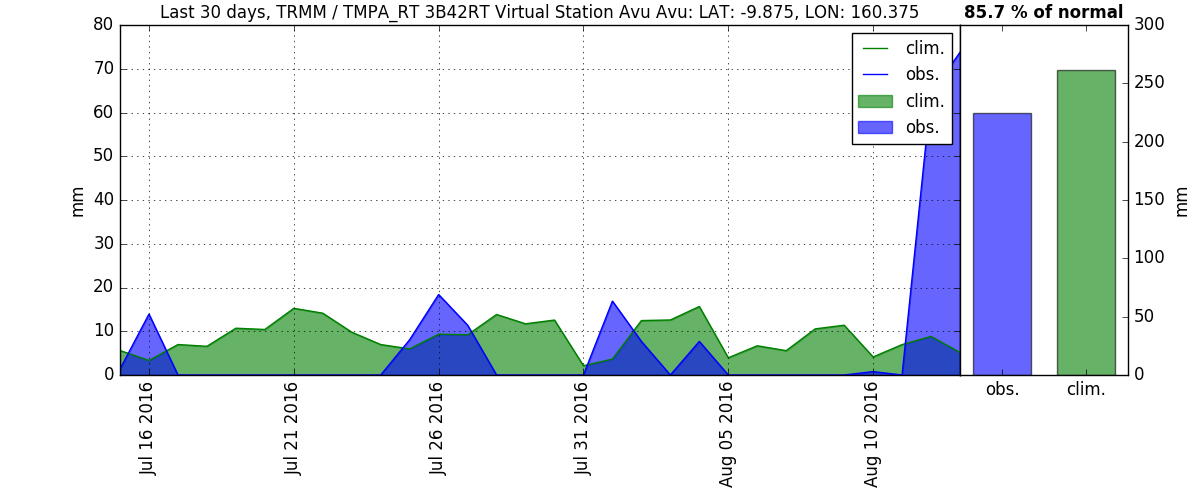 Last 30 days, TRMM / TMPA_RT 3B42RT Virtual Station Avu Avu: LAT: -9.875, LON: 160.375
85.7 % of normal
80
70
60
50
40
30
20
10
0
mm
clim.
obs.
clim.
obs.
300
250
200
150
100
50
0
mm
Jul 16 2016
Jul 21 2016
Jul 26 2016
Jul 31 2016
Aug 05 2016
Aug 10 2016
obs.
clim.